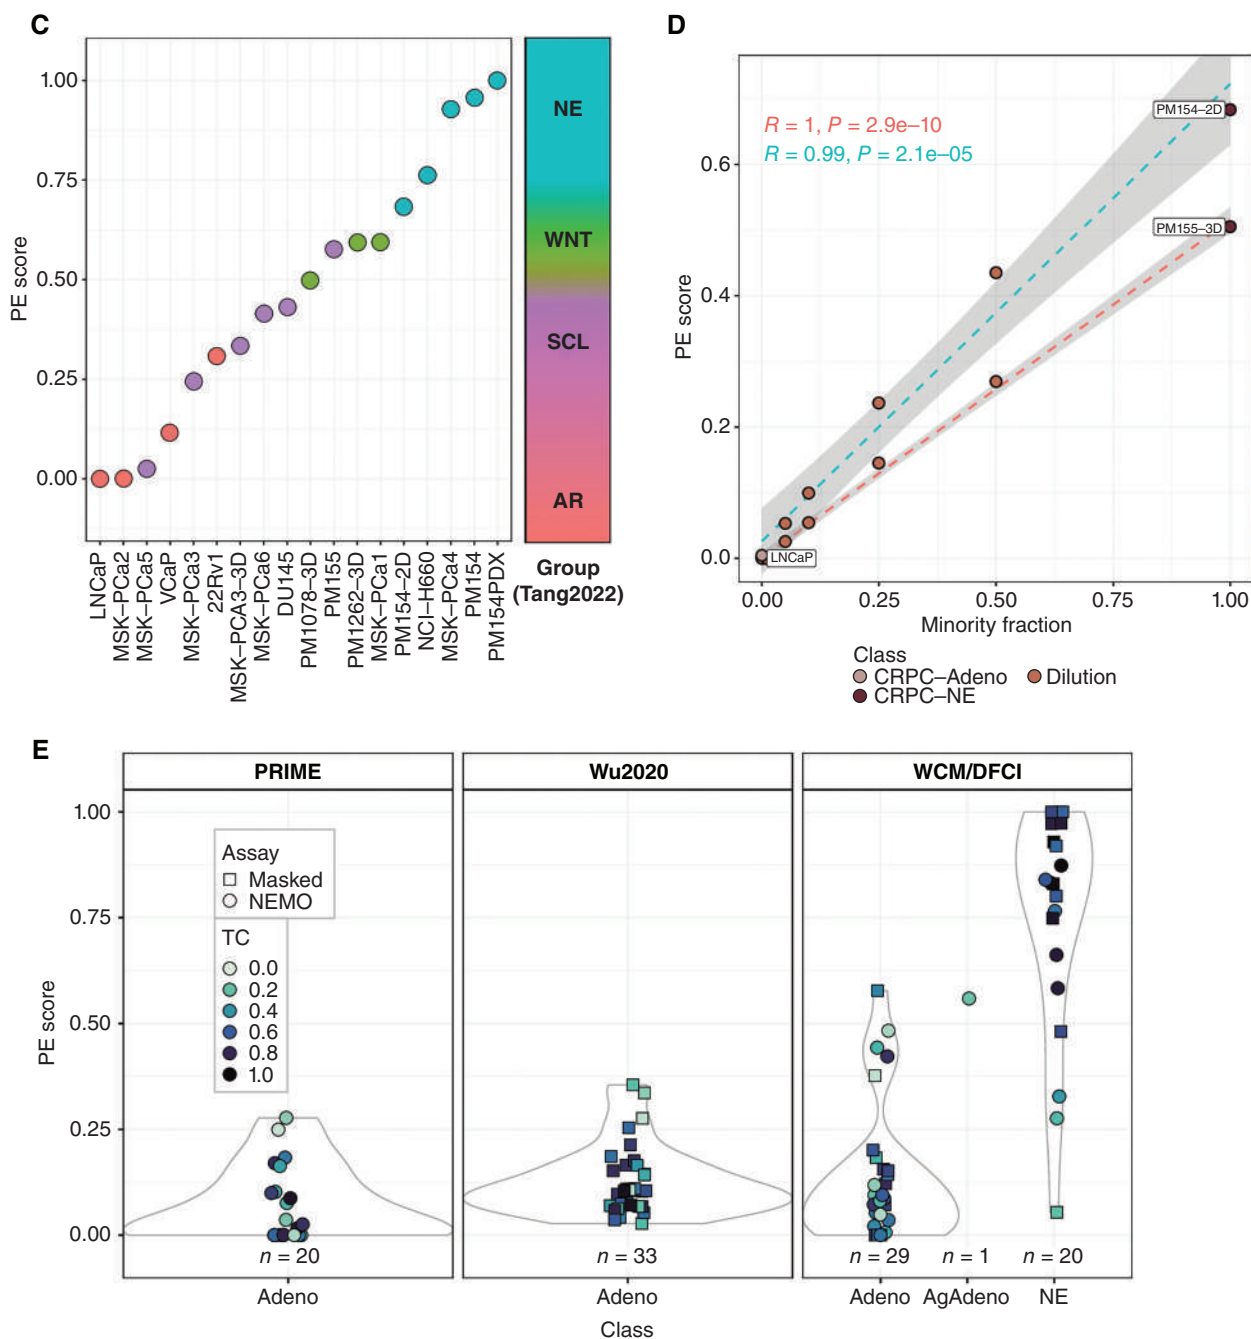 C
1.00
0.75
0.50
0.25
0.00
PE score
LNCaP
MSK–PCa2
MSK–PCa5
VCaP
MSK–PCa3
22Rv1
MSK–PCA3–3D
MSK–PCa6
DU145
PM1078–3D
PM155
PM1262–3D
MSK–PCa1
PM154–2D
NCI–H660
MSK–PCa4
PM154
PM154PDX
NE
WNT
SCL
AR
Group
(Tang2022)
D
R = 1, P = 2.9e–10
R = 0.99, P = 2.1e–05
PM154–2D
PM155–3D
LNCaP
0.6
0.4
0.2
0.0
PE score
0.00 0.25 0.50 0.75 1.00
Minority fraction
Class
CRPC–Adeno Dilution
CRPC–NE
E
PRIME Wu2020 WCM/DFCI
1.00
0.75
0.50
0.25
0.00
PE score
Assay
Masked
NEMO
TC
0.0
0.2
0.4
0.6
0.8
1.0
n = 20 n = 33 n = 29 n = 1 n = 20
Adeno Adeno Adeno AgAdeno NE
Class